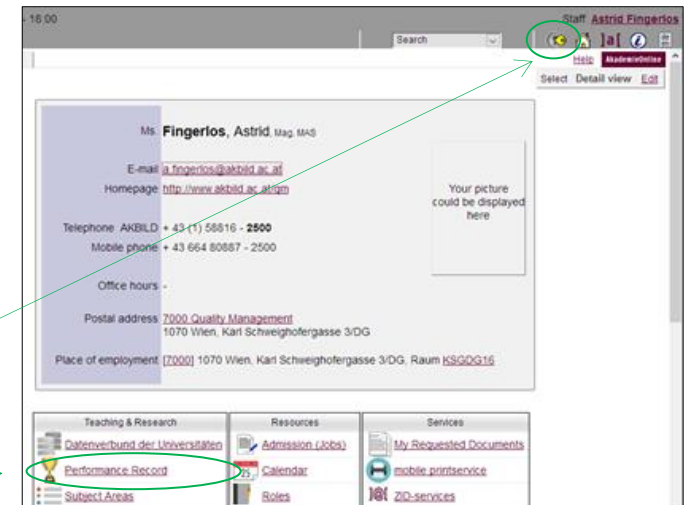 - 16:00
Staff Astrid Fingerlos
Search
]a[
Help AkademieOnline
Select Detail view Edit
Ms. Fingerlos, Astrid, Mag. MAS
E-mail a.fingerlos@akbild.ac.at
Homepage http://www.akbild.ac.at/qm
Your picture
could be displayed
here
Telephone AKBILD + 43 (1) 58816 - 2500
Mobile phone + 43 664 80887 - 2500
Office hours -
Postal address 7000 Quality Management
1070 Wien, Karl Schweighofergasse 3/DG
Place of employment [7000] 1070 Wien, Karl Schweighofergasse 3/DG, Raum KSGDG16
Teaching & Research Resources Services
Datenverbund der Universitäten Admission (Jobs) My Requested Documents
Performance Record 25 Calendar mobile printservice
Subject Areas Roles ZID-services